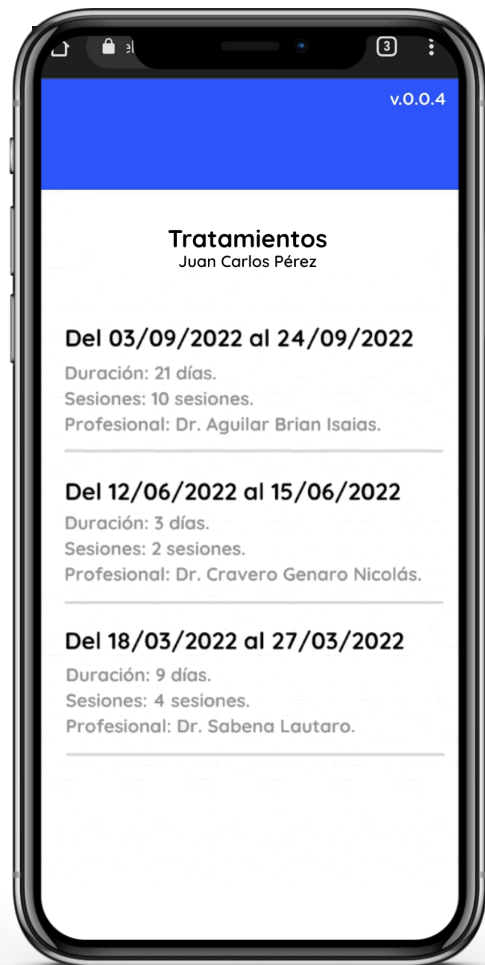 3
v.0.0.4
Tratamientos
Juan Carlos Pérez
Del 03/09/2022 al 24/09/2022
Duración: 21 días.
Sesiones: 10 sesiones.
Profesional: Dr. Aguilar Brian Isaias.
Del 12/06/2022 al 15/06/2022
Duración: 3 días.
Sesiones: 2 sesiones.
Profesional: Dr. Cravero Genaro Nicolás.
Del 18/03/2022 al 27/03/2022
Duración: 9 días.
Sesiones: 4 sesiones.
Profesional: Dr. Sabena Lautaro.